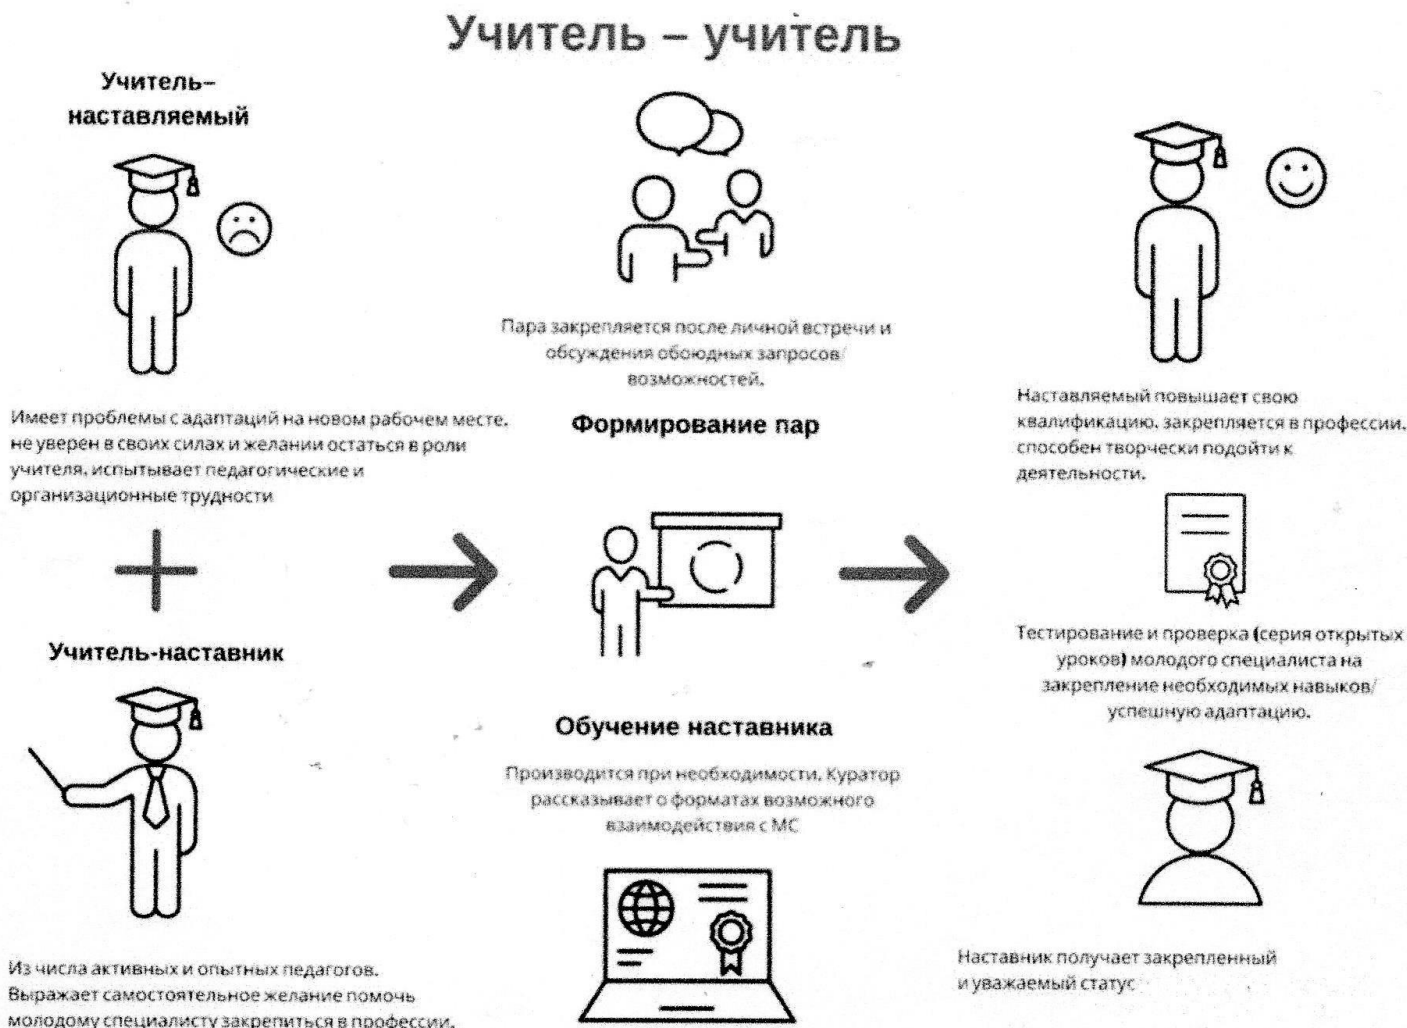 Учитель – учитель
Учитель–
наставляемый
Имеет проблемы с адаптаций на новом рабочем месте,
не уверен в своих силах и желании остаться в роли
учителя, испытывает педагогические и
организационные трудности
Учитель-наставник
Из числа активных и опытных педагогов.
Выражает самостоятельное желание помочь
молодому специалисту закрепиться в профессии.
Пара закрепляется после личной встречи и
обсуждения обоюдных запросов/
возможностей.
Формирование пар
Обучение наставника
Производится при необходимости. Куратор
рассказывает о форматах возможного
взаимодействия с МС
Наставляемый повышает свою
квалификацию, закрепляется в профессии,
способен творчески подойти к
деятельности.
Тестирование и проверка (серия открытых
уроков) молодого специалиста на
закрепление необходимых навыков/
успешную адаптацию.
Наставник получает закрепленный
и уважаемый статус